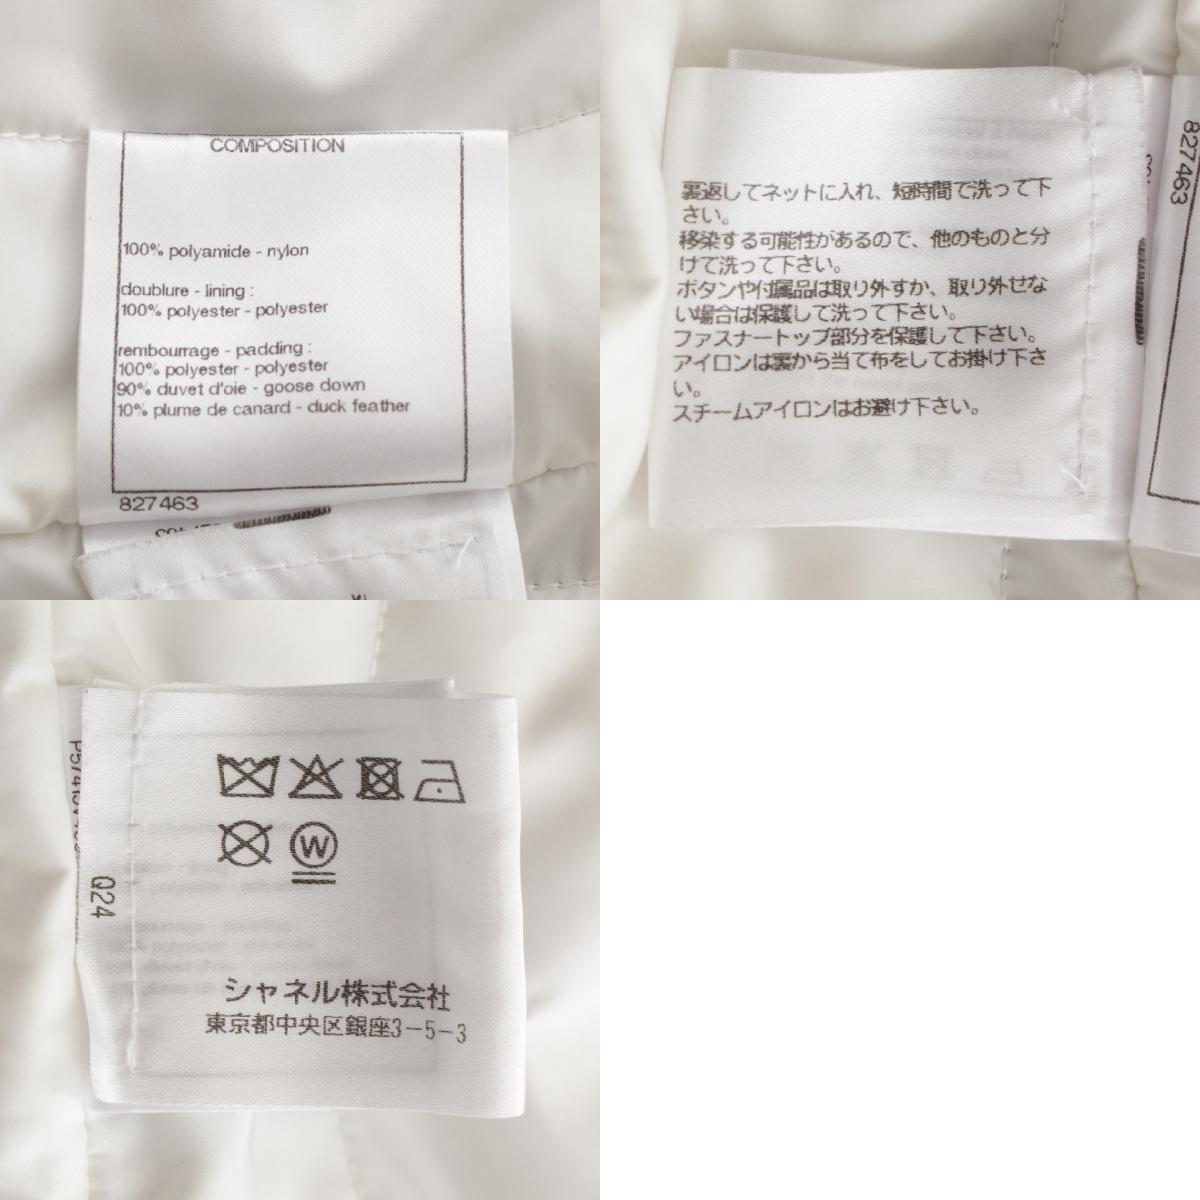 COMPOSITION
100% polyamide - nylon
doublure - lining :
100% polyester - polyester
rembourrage - padding :
100% polyester - polyester
90% duvet d'oie - goose down
10% plume de canard - duck feather
827463
裏返してネットに入れ、短時間で洗って下
さい。
移染する可能性があるので、他のものと分
けて洗って下さい。
ボタンや付属品は取り外すか、取り外せな
い場合は保護して洗って下さい。
ファスナートップ部分を保護して下さい。
アイロンは裏から当て布をしてお掛け下さ
い。
スチームアイロンはお避け下さい。
827463
W
Q24
シャネル株式会社
東京都中央区銀座3-5-3